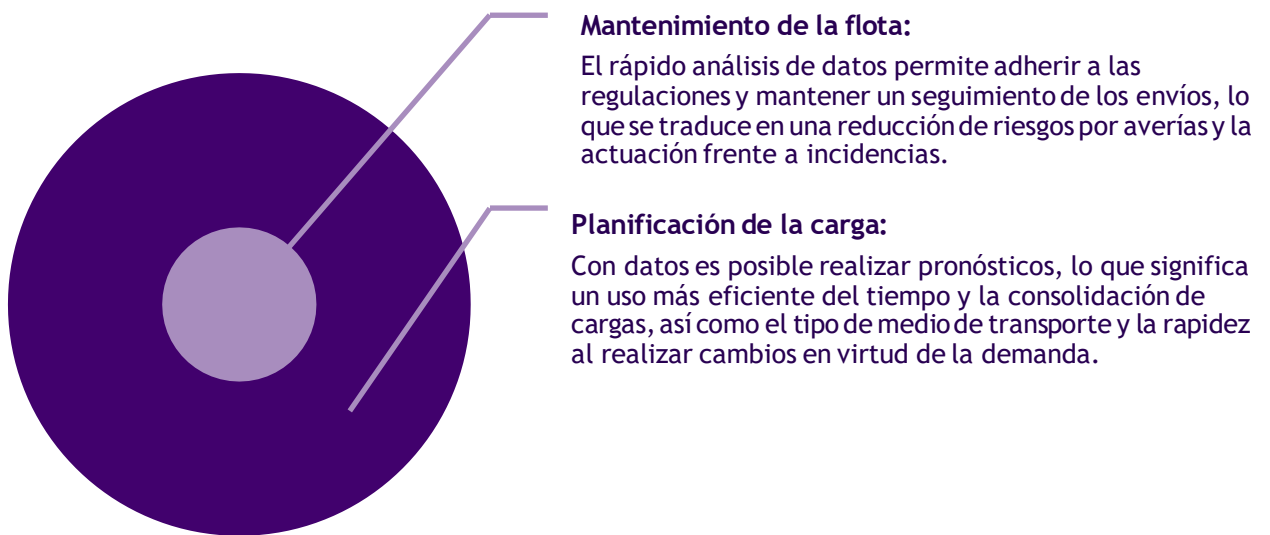 Mantenimiento de la flota:
El rápido análisis de datos permite adherir a las
regulaciones y mantener un seguimiento de los envíos, lo
que se traduce en una reducción de riesgos por averías y la
actuación frente a incidencias.
Planificación de la carga:
Con datos es posible realizar pronósticos, lo que significa
un uso más eficiente del tiempo y la consolidación de
cargas, así como el tipo de medio de transporte y la rapidez
al realizar cambios en virtud de la demanda.